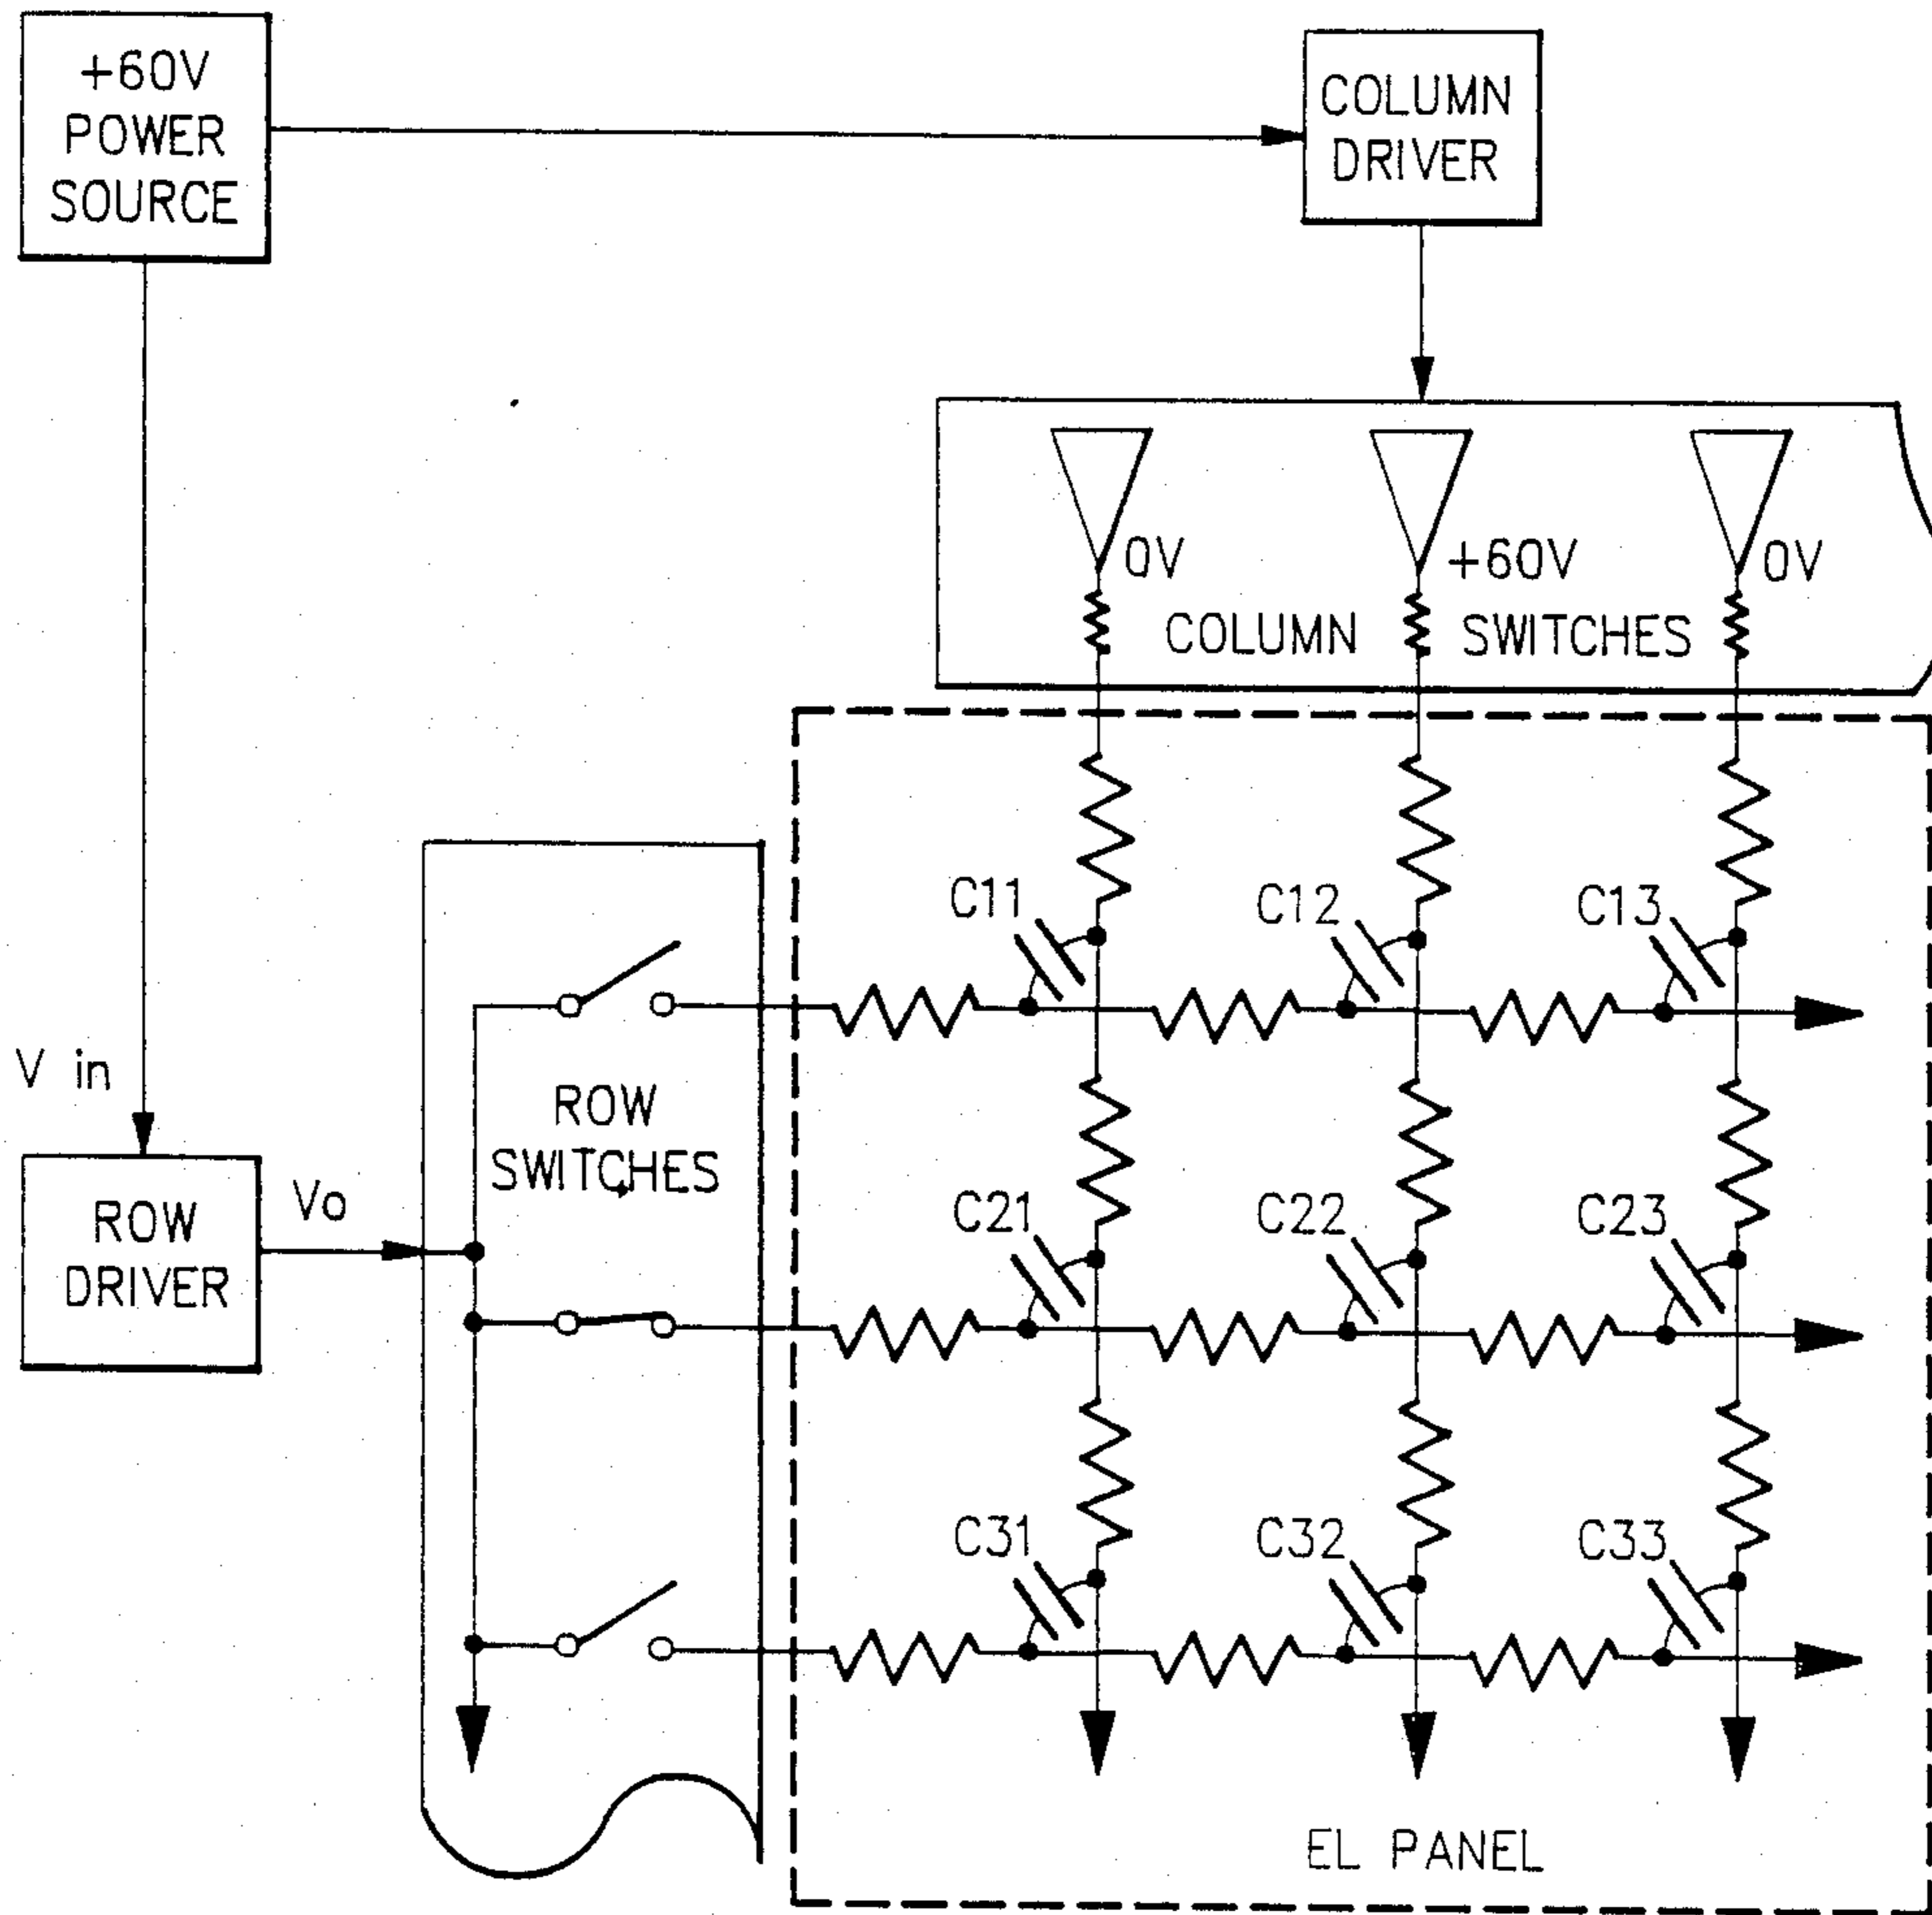 +60V
POWER
SOURCE
COLUMN
DRIVER
0V
+60V
0V
COLUMN
SWITCHES
C11
C12
C13
V in
ROW
SWITCHES
ROW
DRIVER
Vo
C21
C22
C23
C31
C32
C33
EL PANEL